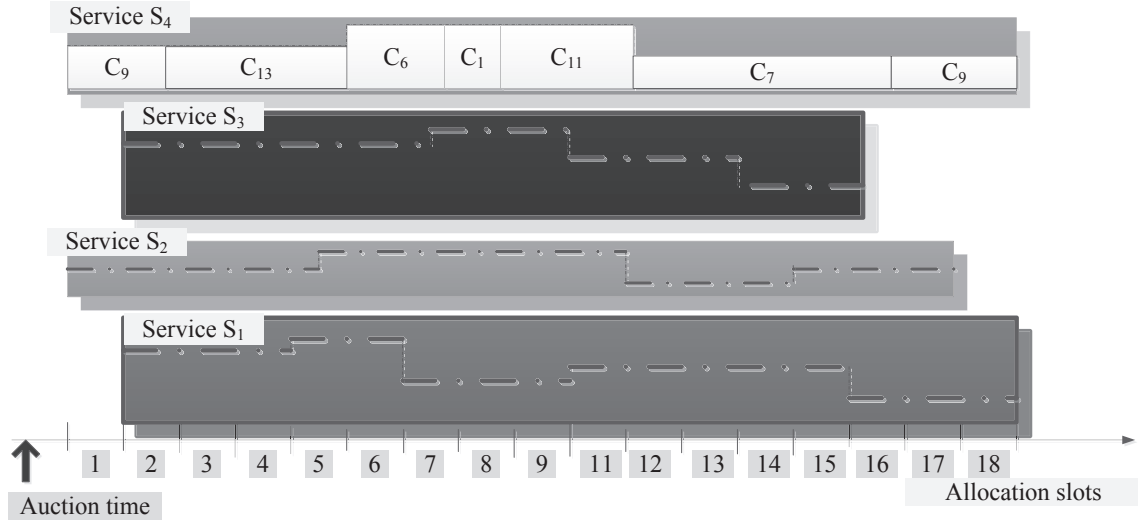 Service S₄
C₉ C₁₃ C₆ C₁ C₁₁ C₇ C₉
Service S₃
Service S₂
Service S₁
1 2 3 4 5 6 7 8 9 11 12 13 14 15 16 17 18
Auction time
Allocation slots